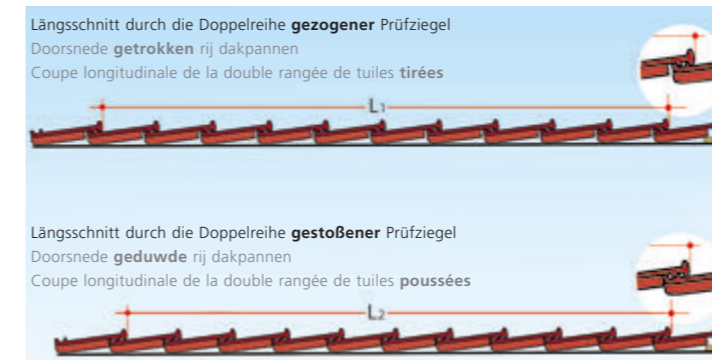 Längsschnitt durch die Doppelreihe gezogener Prüfziegel
Doorsnede getrokken rij dakpannen
Coupe longitudinale de la double rangée de tuiles tirées
L1
Längsschnitt durch die Doppelreihe gestoßener Prüfziegel
Doorsnede geduwde rij dakpannen
Coupe longitudinale de la double rangée de tuiles poussées
L2